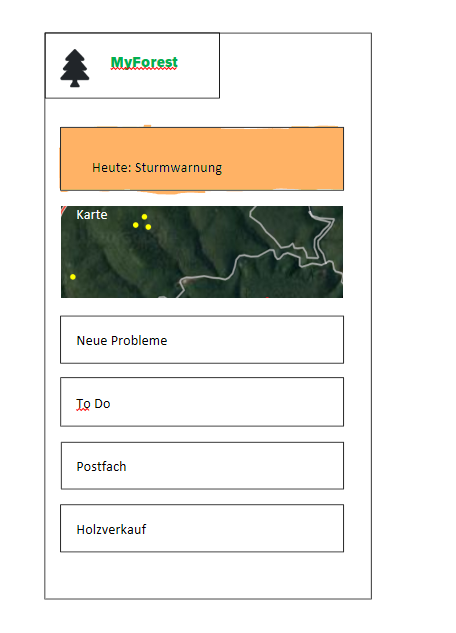 MyForest
Heute: Sturmwarnung
Karte
Neue Probleme
To Do
Postfach
Holzverkauf